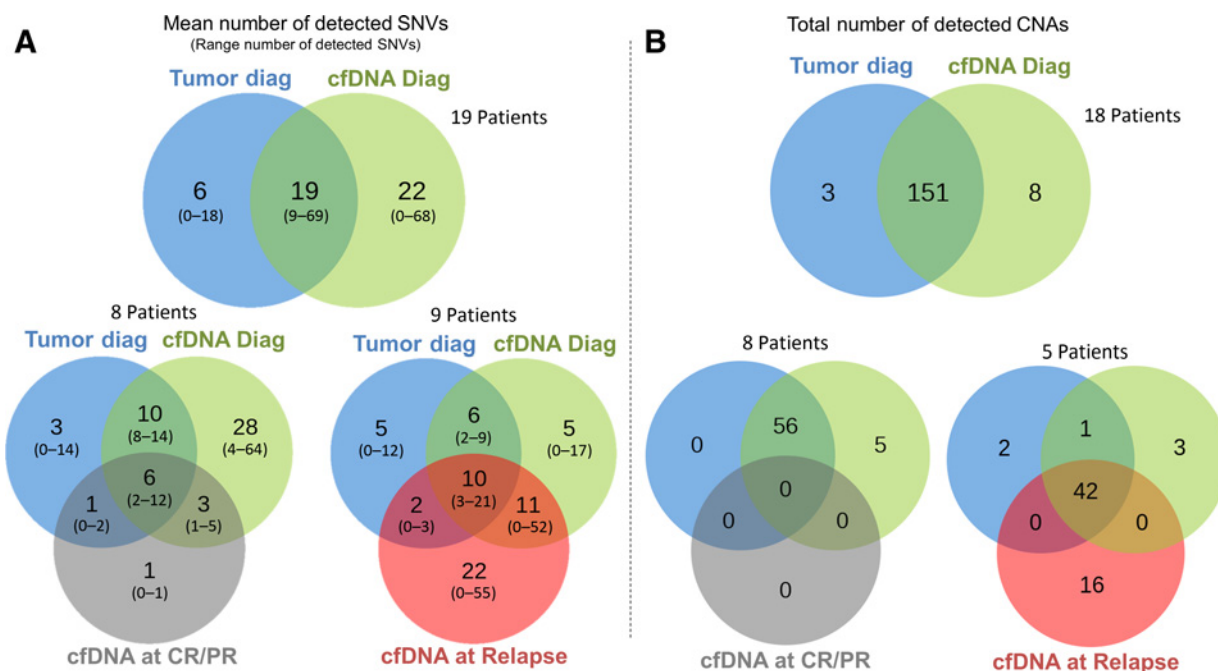 A
Mean number of detected SNVs
(Range number of detected SNVs)
Tumor diag
cfDNA Diag
19 Patients
6
(0–18)
19
(9–69)
22
(0–68)
8 Patients
Tumor diag
cfDNA Diag
3
(0–14)
10
(8–14)
28
(4–64)
6
(2–12)
1
(0–2)
3
(1–5)
1
(0–1)
cfDNA at CR/PR
9 Patients
Tumor diag
cfDNA Diag
5
(0–12)
6
(2–9)
5
(0–17)
10
(3–21)
2
(0–3)
11
(0–52)
22
(0–55)
cfDNA at Relapse
B
Total number of detected CNAs
Tumor diag
cfDNA Diag
18 Patients
3
151
8
8 Patients
0
56
5
0
0
0
0
cfDNA at CR/PR
5 Patients
2
1
3
42
0
0
16
cfDNA at Relapse